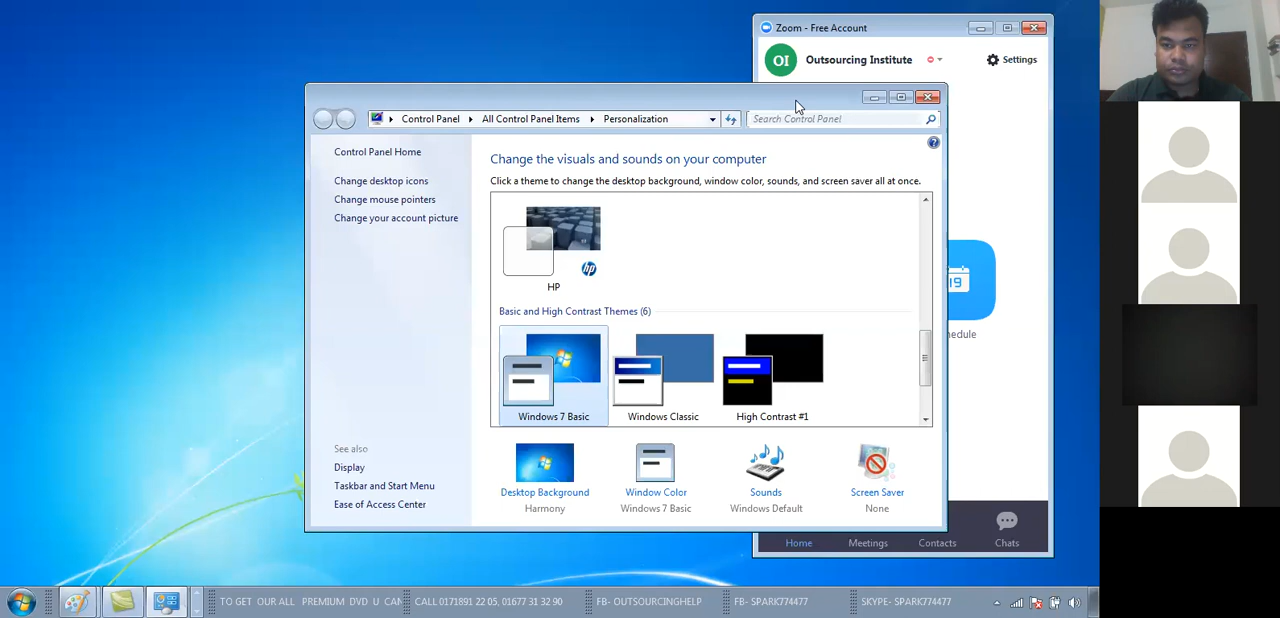 Zoom - Free Account
OI
Outsourcing Institute
Settings
Control Panel
All Control Panel Items
Personalization
Search Control Panel
Control Panel Home
Change desktop icons
Change mouse pointers
Change your account picture
Change the visuals and sounds on your computer
Click a theme to change the desktop background, window color, sounds, and screen saver all at once.
hp
HP
Basic and High Contrast Themes (6)
Windows 7 Basic
Windows Classic
High Contrast #1
19
hedule
See also
Display
Taskbar and Start Menu
Ease of Access Center
Desktop Background
Harmony
Window Color
Windows 7 Basic
Sounds
Windows Default
Screen Saver
None
Home
Meetings
Contacts
Chats
TO GET OUR ALL PREMIUM DVD U CAN
CALL 0171891 22 05, 01677 31 32 90
FB- OUTSOURCINGHELP
FB- SPARK774477
SKYPE- SPARK774477